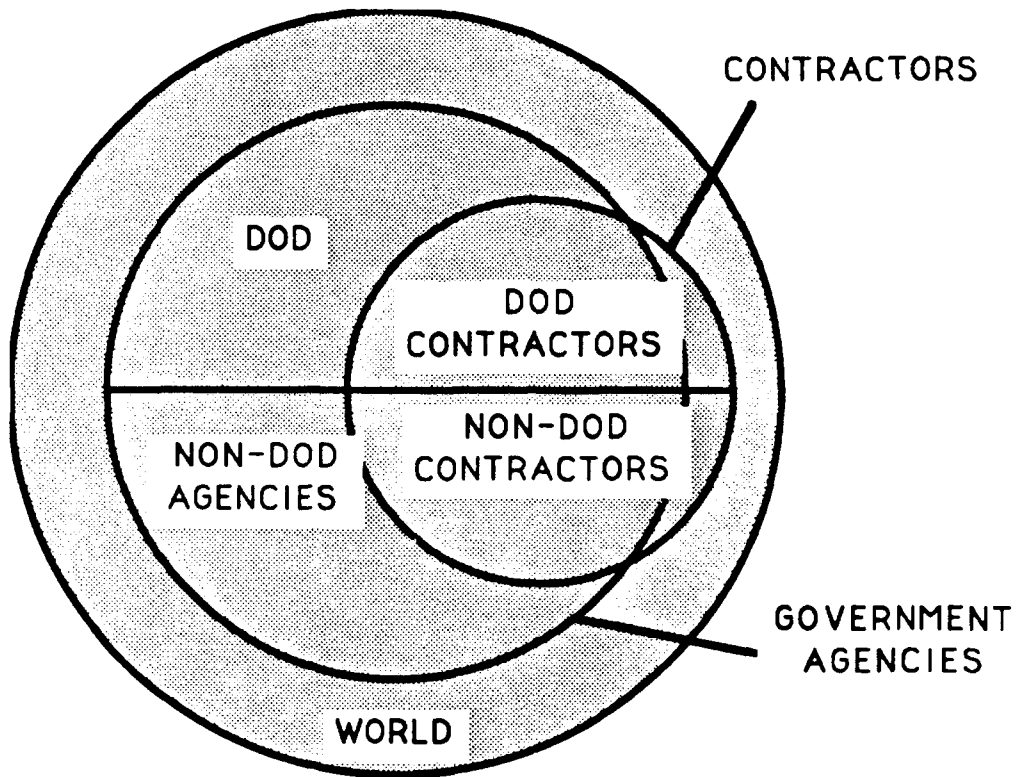 CONTRACTORS
DOD
DOD
CONTRACTORS
NON-DOD
CONTRACTORS
NON-DOD
AGENCIES
GOVERNMENT
AGENCIES
WORLD